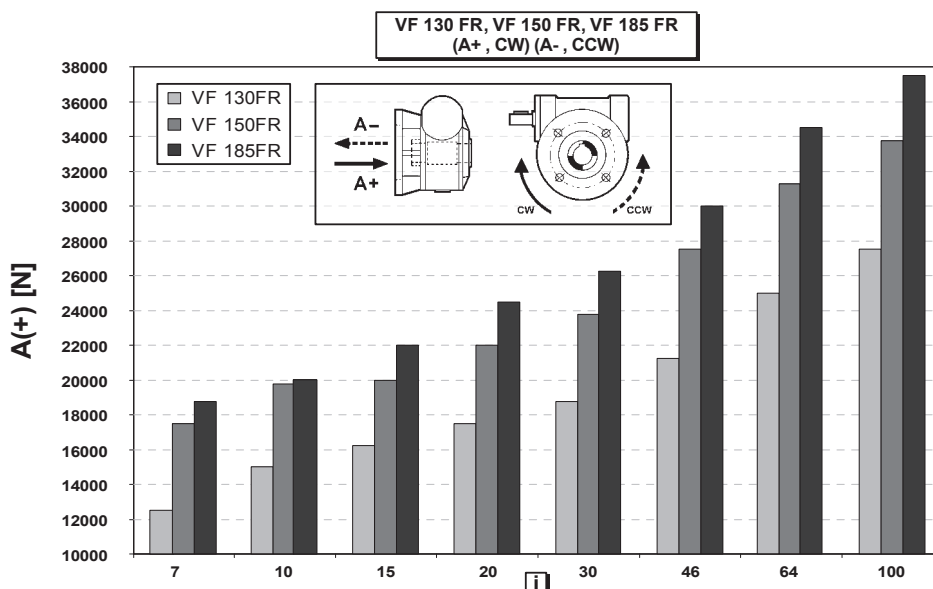 VF 130 FR, VF 150 FR, VF 185 FR
(A+ , CW) (A- , CCW)
A(+) [N]
38000
36000
34000
32000
30000
28000
26000
24000
22000
20000
18000
16000
14000
12000
10000
VF 130FR
VF 150FR
VF 185FR
A−
A+
CW
CCW
7 10 15 20 30 46 64 100
i